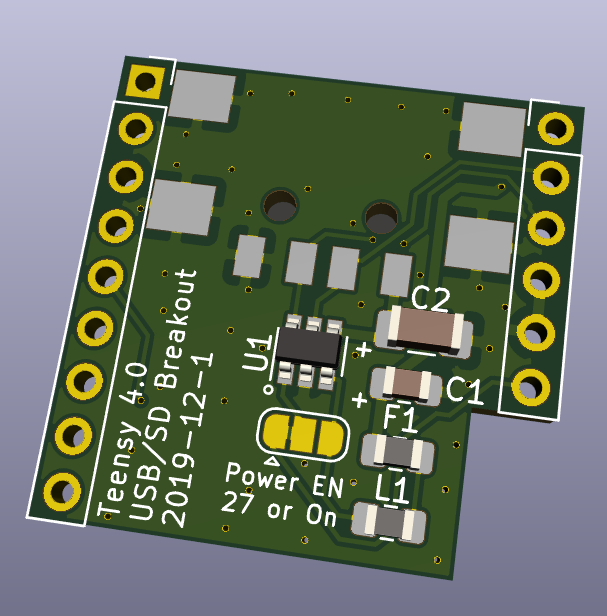 C2
U1
C1
F1
L1
Teensy 4.0
USB/SD Breakout
2019-12-1
Power EN
27 or On